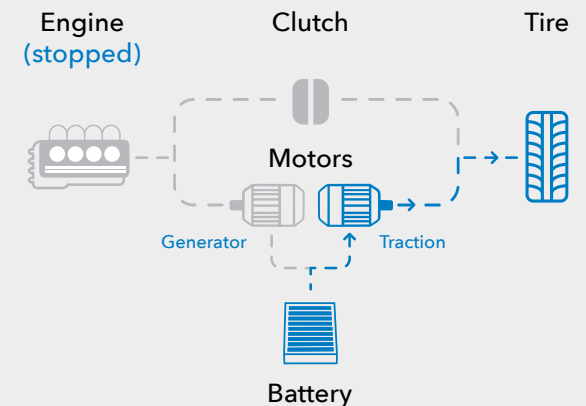 Engine
(stopped)
Clutch
Tire
Motors
Generator
Traction
Battery